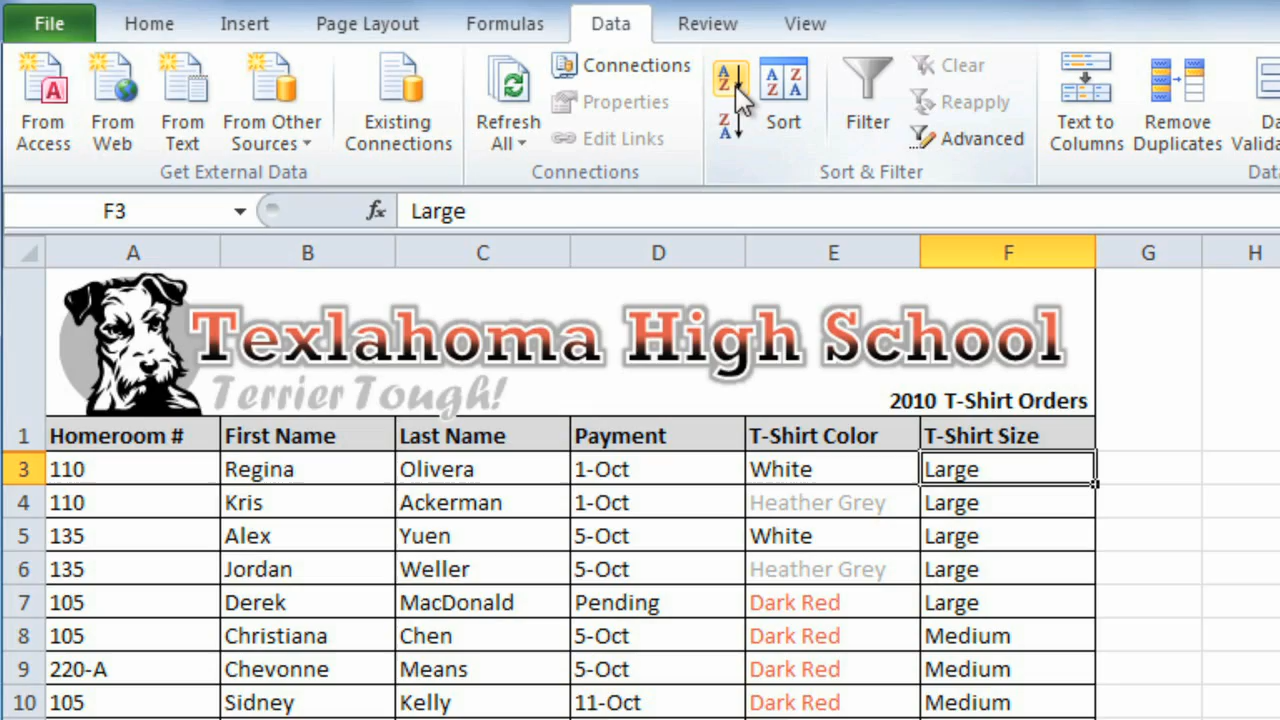 File Home Insert Page Layout Formulas Data Review View
From Access
From Web
From Text
From Other Sources
Existing Connections
Get External Data
Refresh All
Connections
Properties
Edit Links
Connections
A Z
Z A
A Z Z A
Sort
Filter
Clear
Reapply
Advanced
Sort & Filter
Text to Columns
Remove Duplicates
F3 fx Large
A B C D E F G H
Texlahoma High School
Terrier Tough!
2010 T-Shirt Orders
1 Homeroom # First Name Last Name Payment T-Shirt Color T-Shirt Size
3 110 Regina Olivera 1-Oct White Large
4 110 Kris Ackerman 1-Oct Heather Grey Large
5 135 Alex Yuen 5-Oct White Large
6 135 Jordan Weller 5-Oct Heather Grey Large
7 105 Derek MacDonald Pending Dark Red Large
8 105 Christiana Chen 5-Oct Dark Red Medium
9 220-A Chevonne Means 5-Oct Dark Red Medium
10 105 Sidney Kelly 11-Oct Dark Red Medium